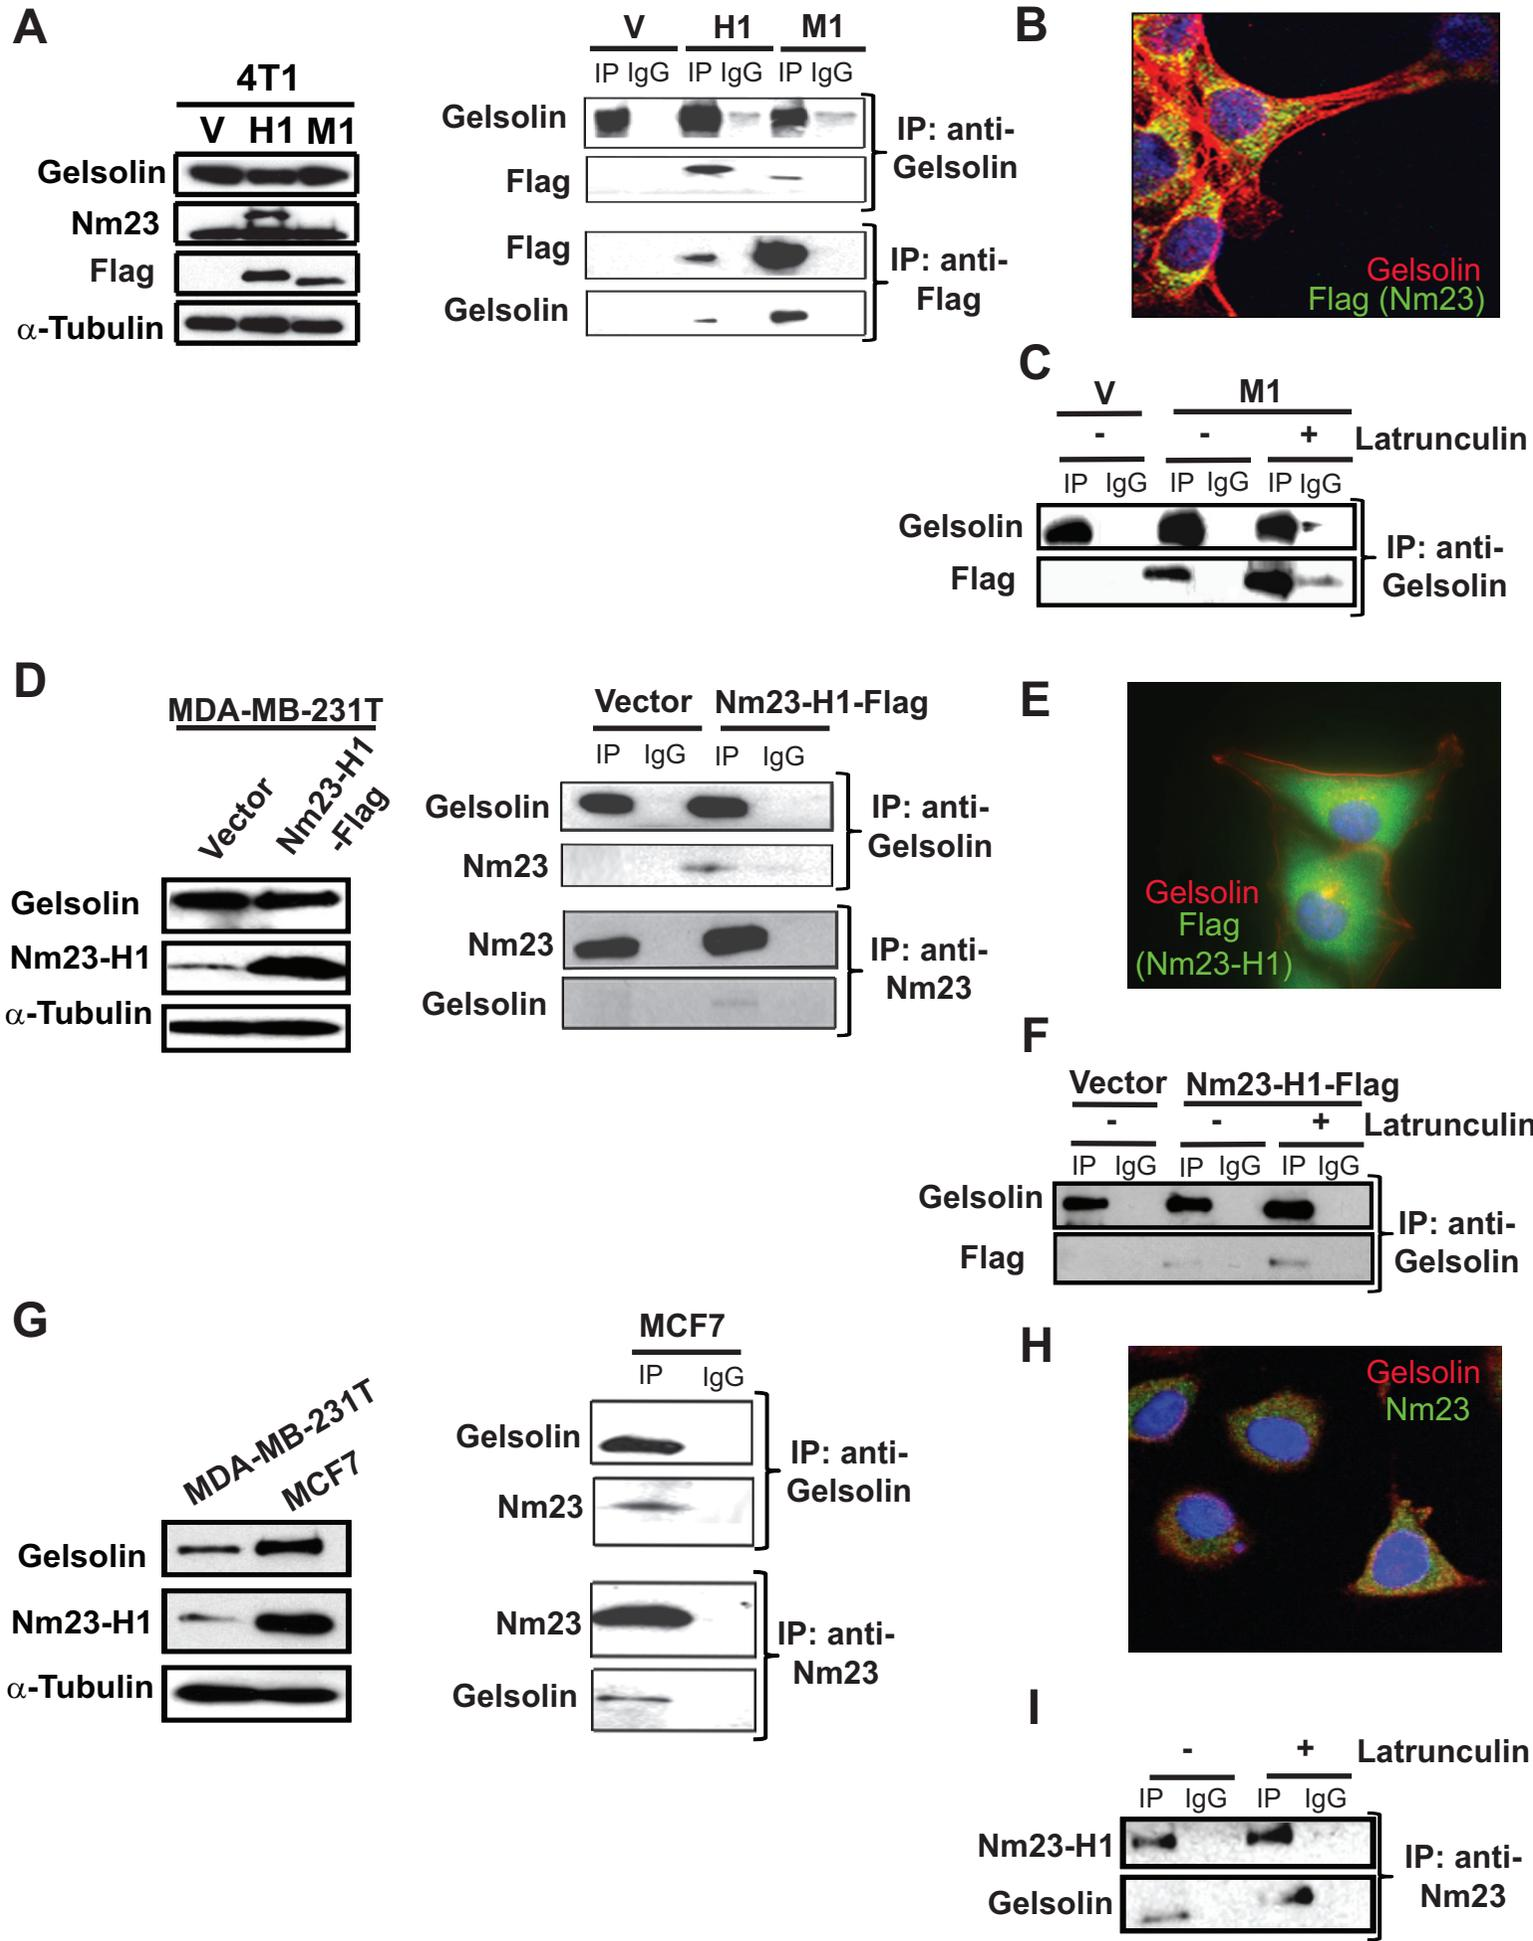 A
4T1
V H1 M1
Gelsolin
Nm23
Flag
α-Tubulin
V H1 M1
IP IgG IP IgG IP IgG
Gelsolin
Flag
IP: anti-
Gelsolin
Flag
Gelsolin
IP: anti-
Flag
B
Gelsolin
Flag (Nm23)
C
V M1
- - + Latrunculin
IP IgG IP IgG IP IgG
Gelsolin
Flag
IP: anti-
Gelsolin
D
MDA-MB-231T
Vector
Nm23-H1
-Flag
Gelsolin
Nm23-H1
α-Tubulin
Vector Nm23-H1-Flag
IP IgG IP IgG
Gelsolin
Nm23
IP: anti-
Gelsolin
Nm23
Gelsolin
IP: anti-
Nm23
E
Gelsolin
Flag
(Nm23-H1)
F
Vector Nm23-H1-Flag
- - + Latrunculin
IP IgG IP IgG IP IgG
Gelsolin
Flag
IP: anti-
Gelsolin
G
MDA-MB-231T
MCF7
Gelsolin
Nm23-H1
α-Tubulin
MCF7
IP IgG
Gelsolin
Nm23
IP: anti-
Gelsolin
Nm23
Gelsolin
IP: anti-
Nm23
H
Gelsolin
Nm23
I
- + Latrunculin
IP IgG IP IgG
Nm23-H1
Gelsolin
IP: anti-
Nm23